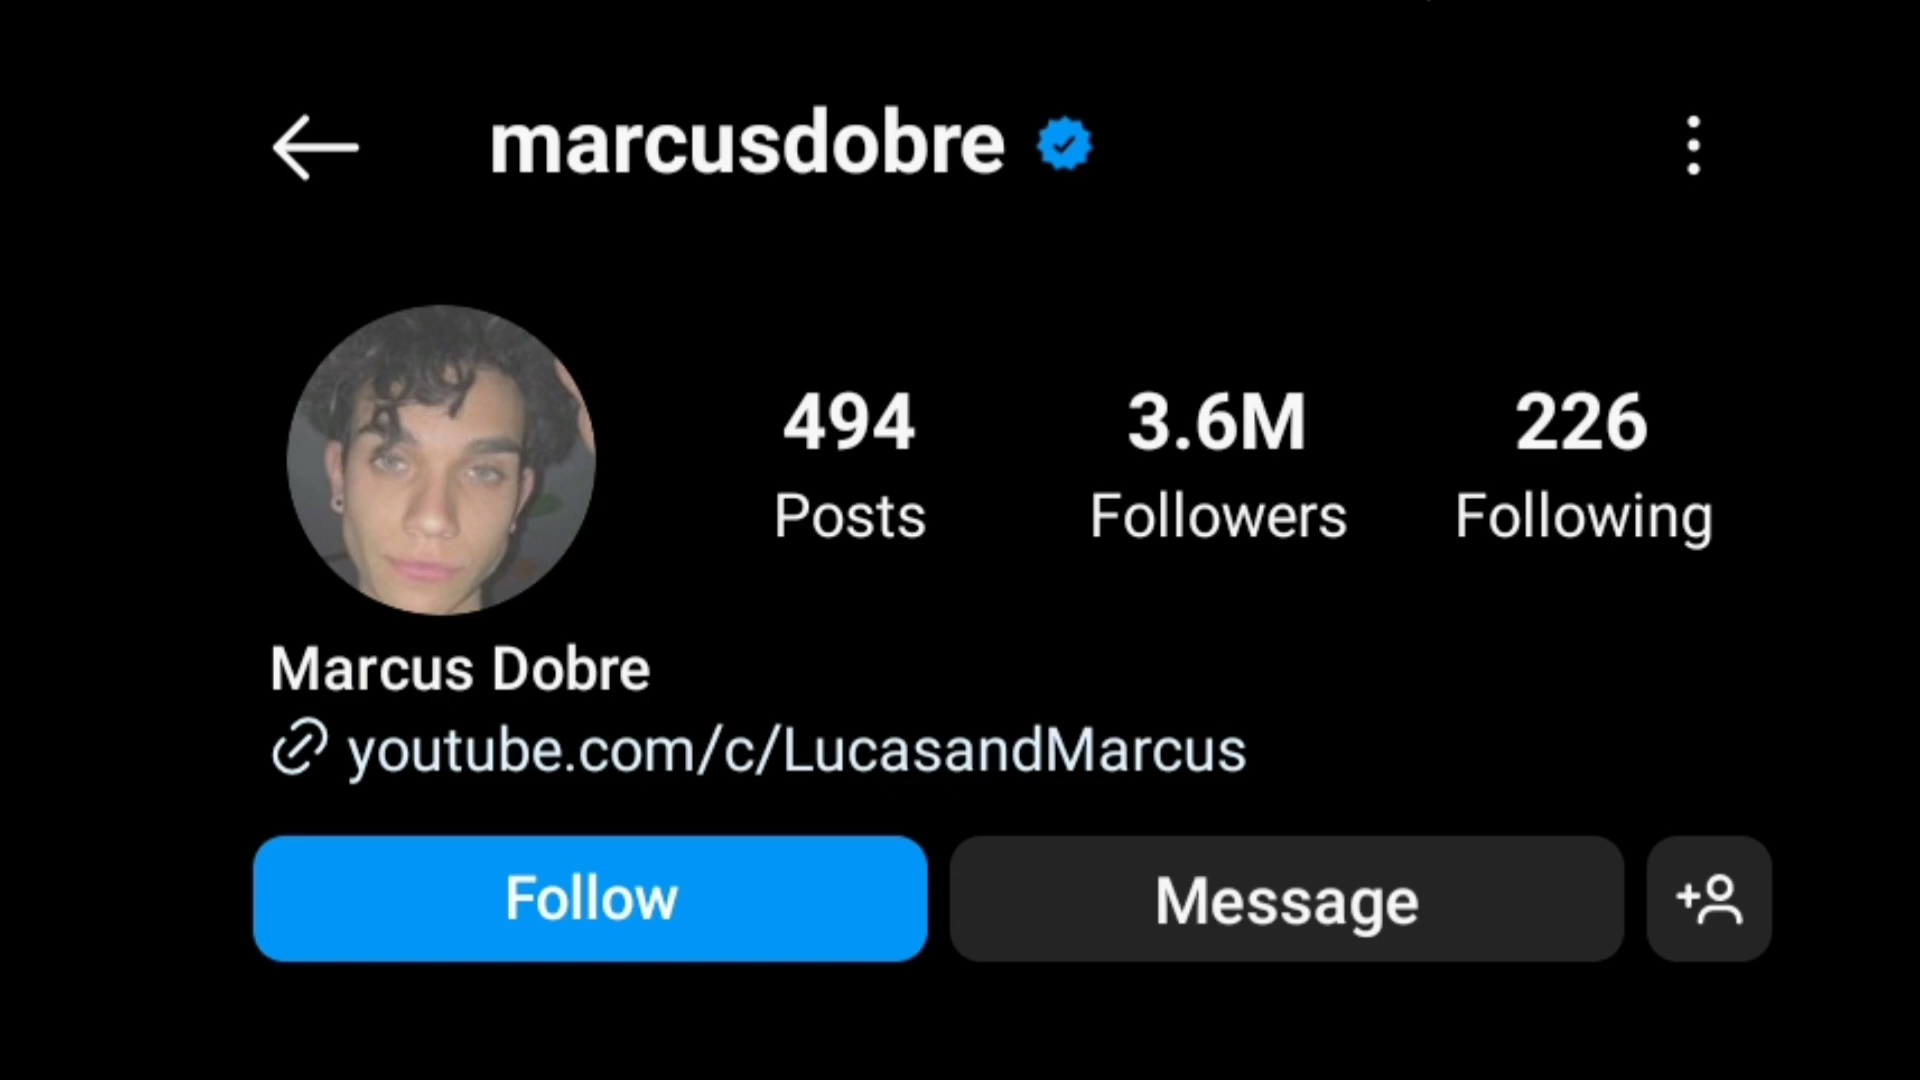 marcusdobre
494 3.6M 226
Posts Followers Following
Marcus Dobre
youtube.com/c/LucasandMarcus
Follow Message